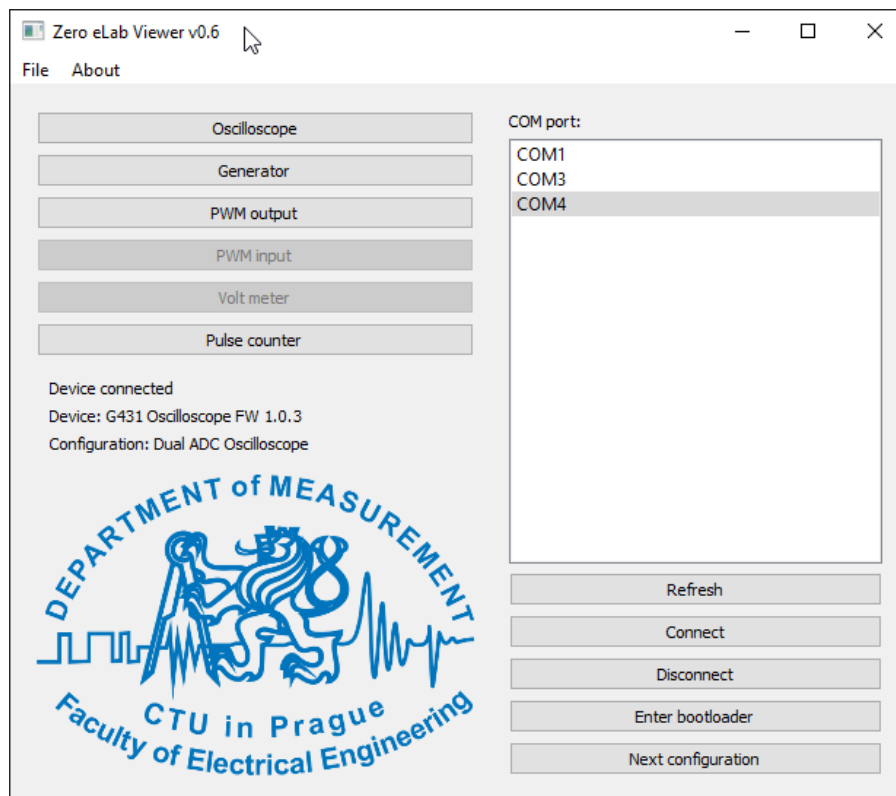 Zero eLab Viewer v0.6
File About
Oscilloscope
Generator
PWM output
PWM input
Volt meter
Pulse counter
Device connected
Device: G431 Oscilloscope FW 1.0.3
Configuration: Dual ADC Oscilloscope
DEPARTMENT of MEASUREMENT
CTU in Prague
Faculty of Electrical Engineering
COM port:
COM1
COM3
COM4
Refresh
Connect
Disconnect
Enter bootloader
Next configuration